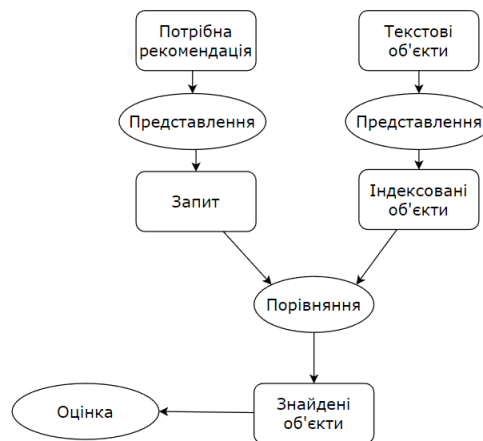 Потрібна
рекомендація
Текстові
об'єкти
Представлення
Представлення
Запит
Індексовані
об'єкти
Порівняння
Знайдені
об'єкти
Оцінка